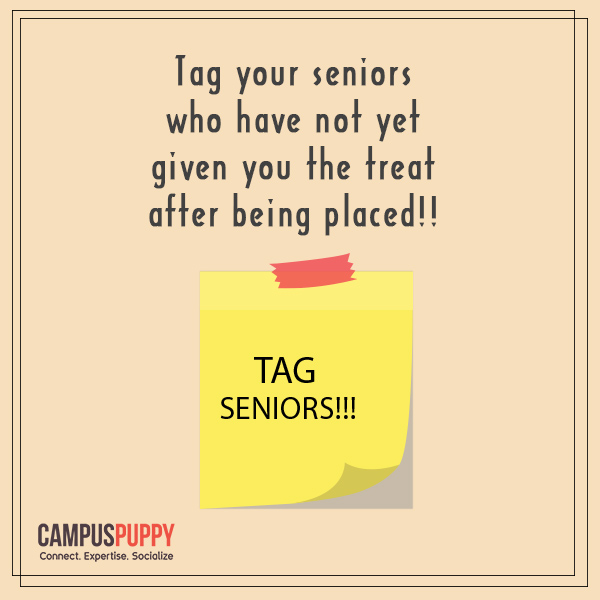 Tag your seniors
who have not yet
given you the treat
after being placed!!
TAG
SENIORS!!!
CAMPUSPUPPY
Connect. Expertise. Socialize